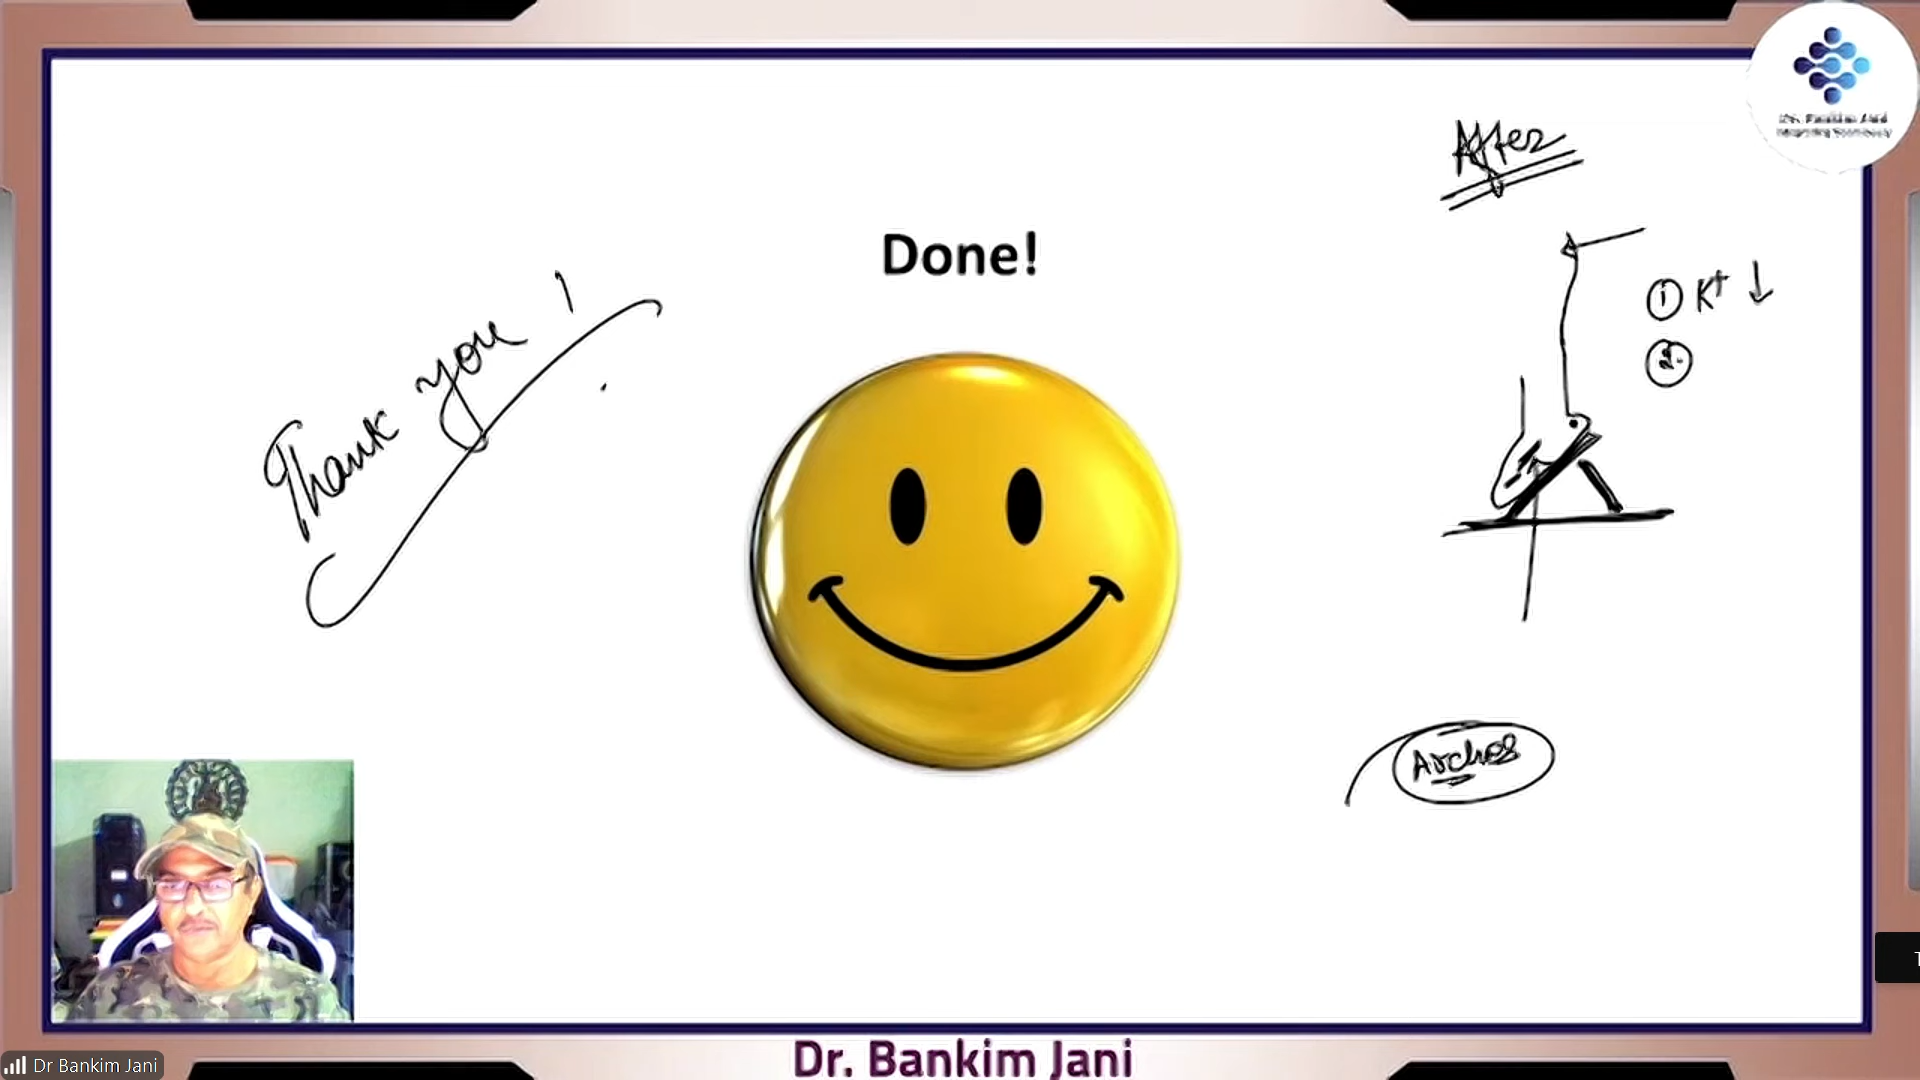 After
Done!
Thank you !
① K+ ↓
②
Arches
Dr Bankim Jani
Dr. Bankim Jani